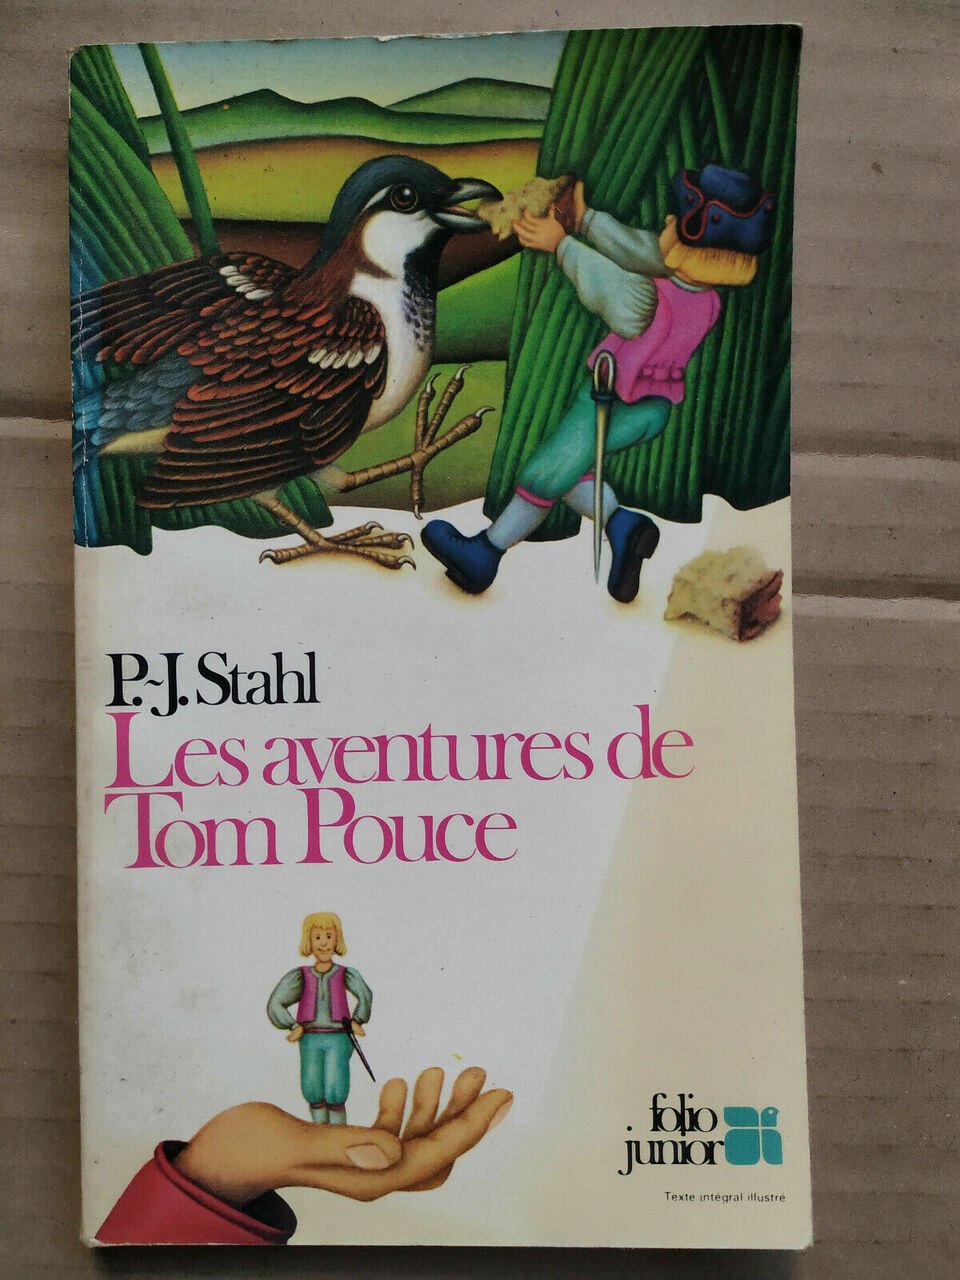 P.~J. Stahl
Les aventures de
Tom Pouce
folio
junior
Texte intégral illustré